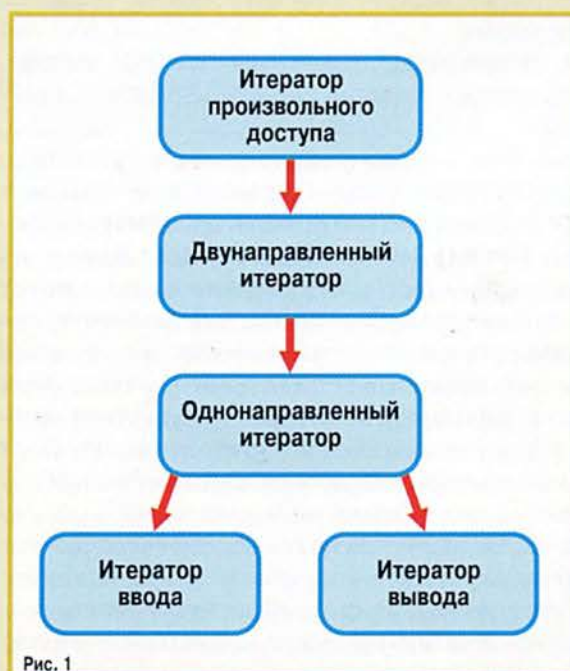 Итератор
произвольного
доступа
Двунаправленный
итератор
Однонаправленный
итератор
Итератор
ввода
Итератор
вывода
Рис. 1